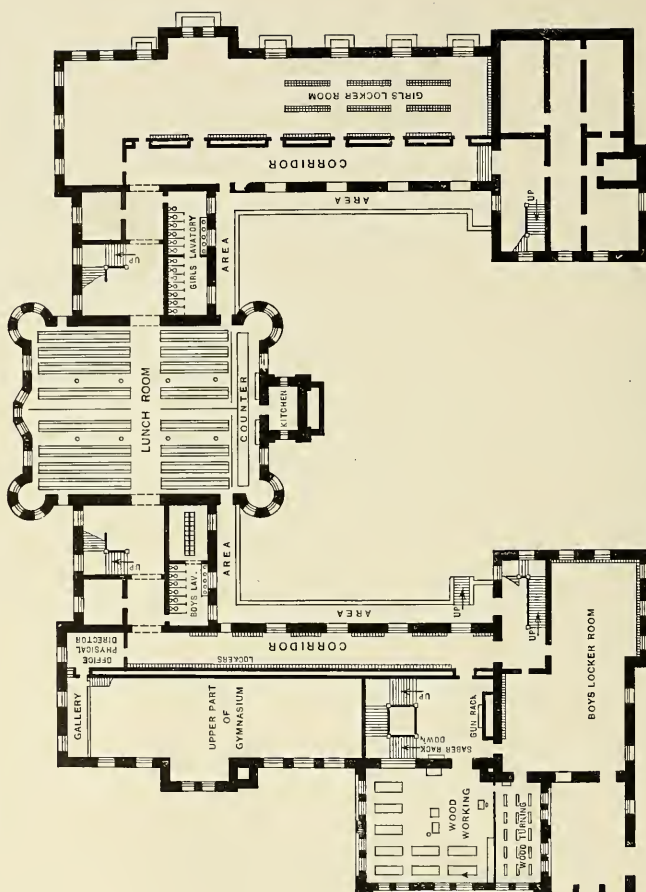 GIRLS LOCKER ROOM
CORRIDOR
AREA
UP
UP
GIRLS LAVATORY
AREA
LUNCH ROOM
COUNTER
KITCHEN
UP
BOYS LAV.
AREA
AREA
UP
UP
OFFICE
PHYSICAL
DIRECTOR
CORRIDOR
LOCKERS
GALLERY
UPPER PART
OF
GYMNASIUM
UP
GUN RACK
SABER RACK
DOWN
BOYS LOCKER ROOM
WOOD
WORKING
WOOD TURNING